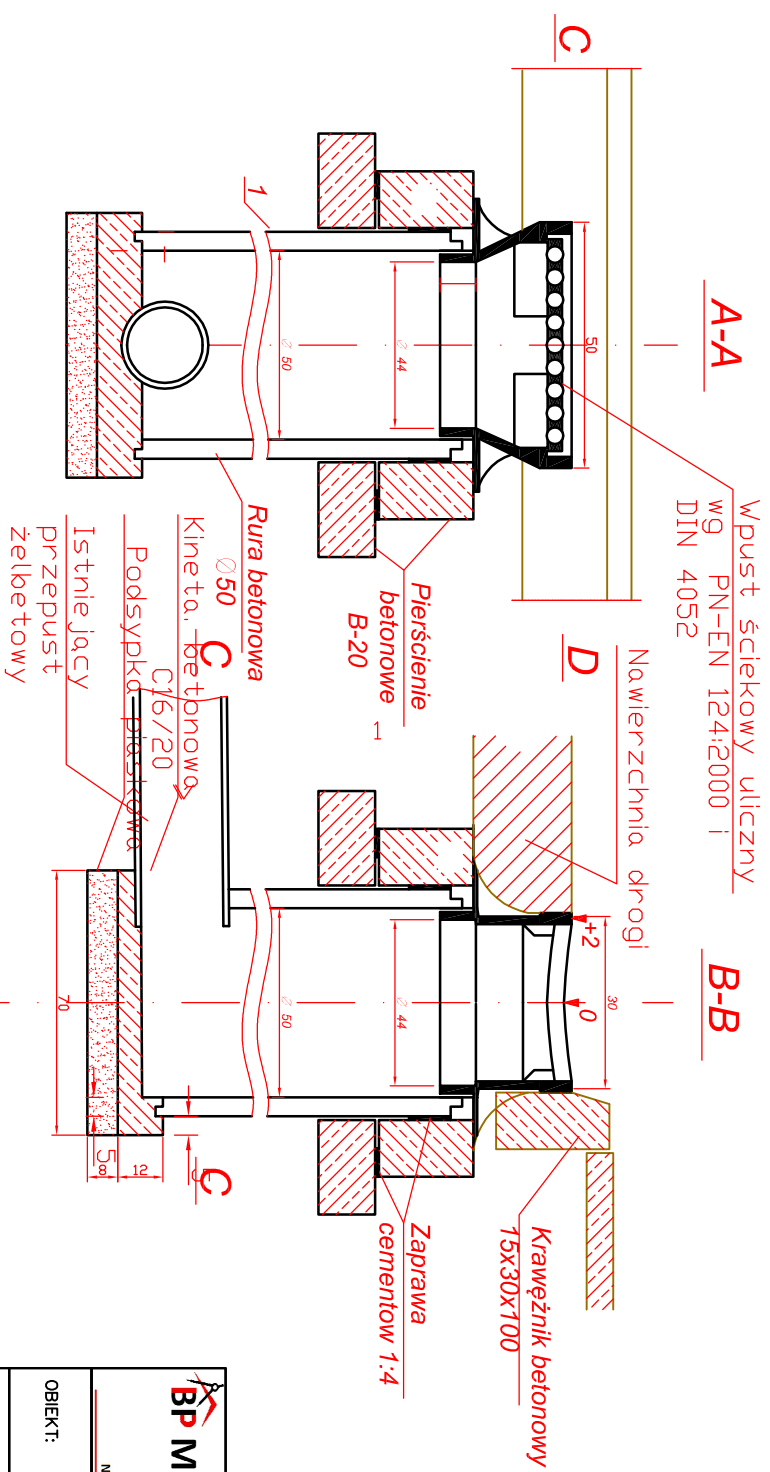 A-A
C
50
Wpust ściekowy uliczny
wg PN-EN 124:2000 i
DIN 4052
D
Nawierzchnia drogi
B-B
+2
30
0
Krawężnik betonowy
15x30x100
1
Ø 50
Ø 44
Pierścienie
betonowe
B-20
1
Rura betonowa
Ø50
Kineta, betonowa
C16/20
Podsypka piaskowa
Istniejący
przepust
żelbetowy
C
Ø 50
Ø 44
Zaprawa
cementow 1:4
C
70
5
8
12
BP M
OBIEKT: